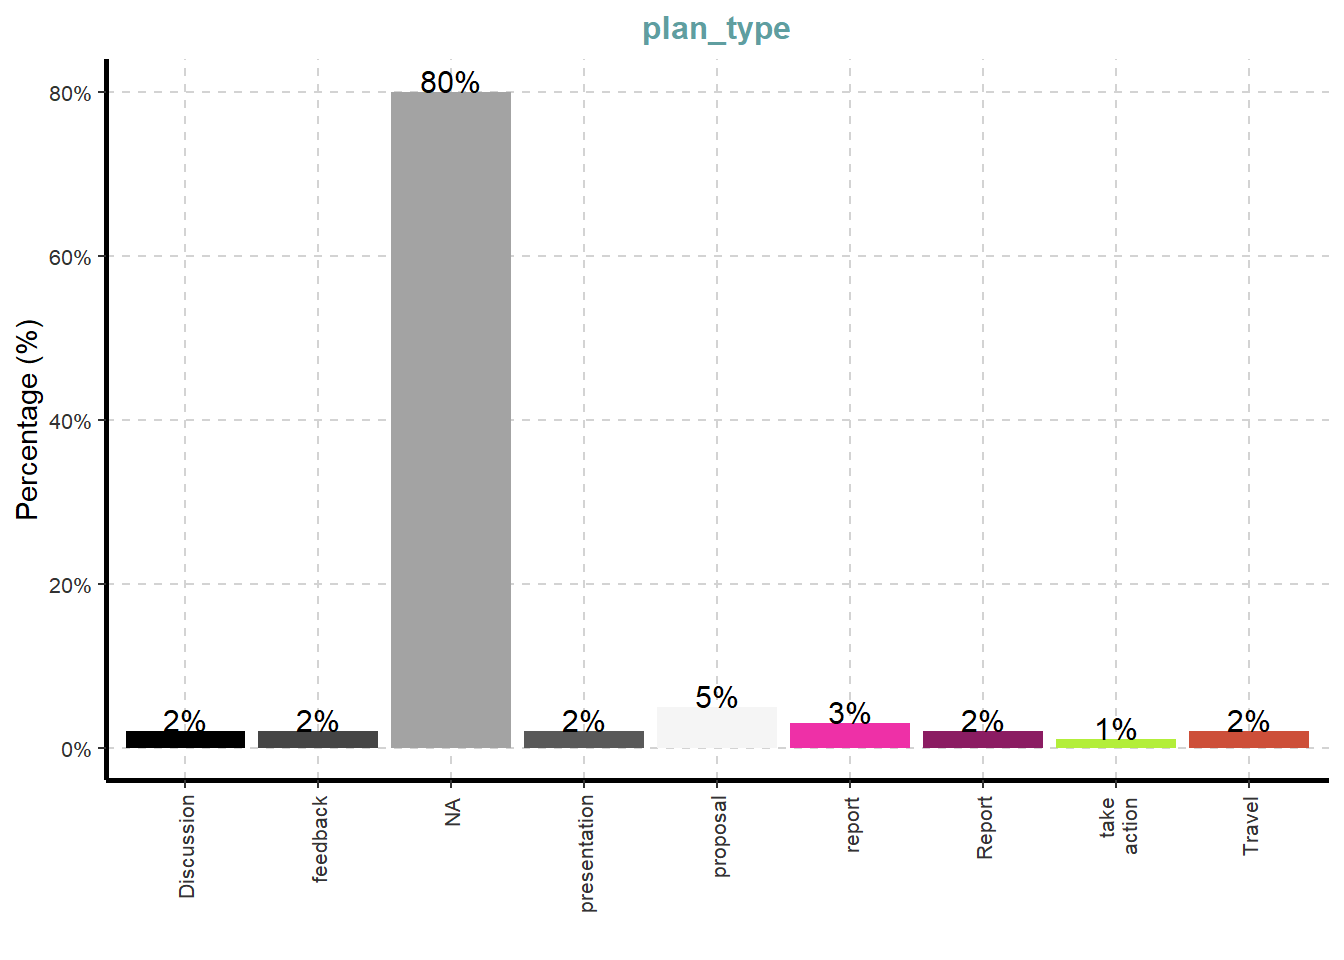 plan_type
80%
60%
40%
20%
0%
Percentage (%)
2%
2%
80%
2%
5%
3%
2%
1%
2%
Discussion
feedback
NA
presentation
proposal
report
Report
take
action
Travel